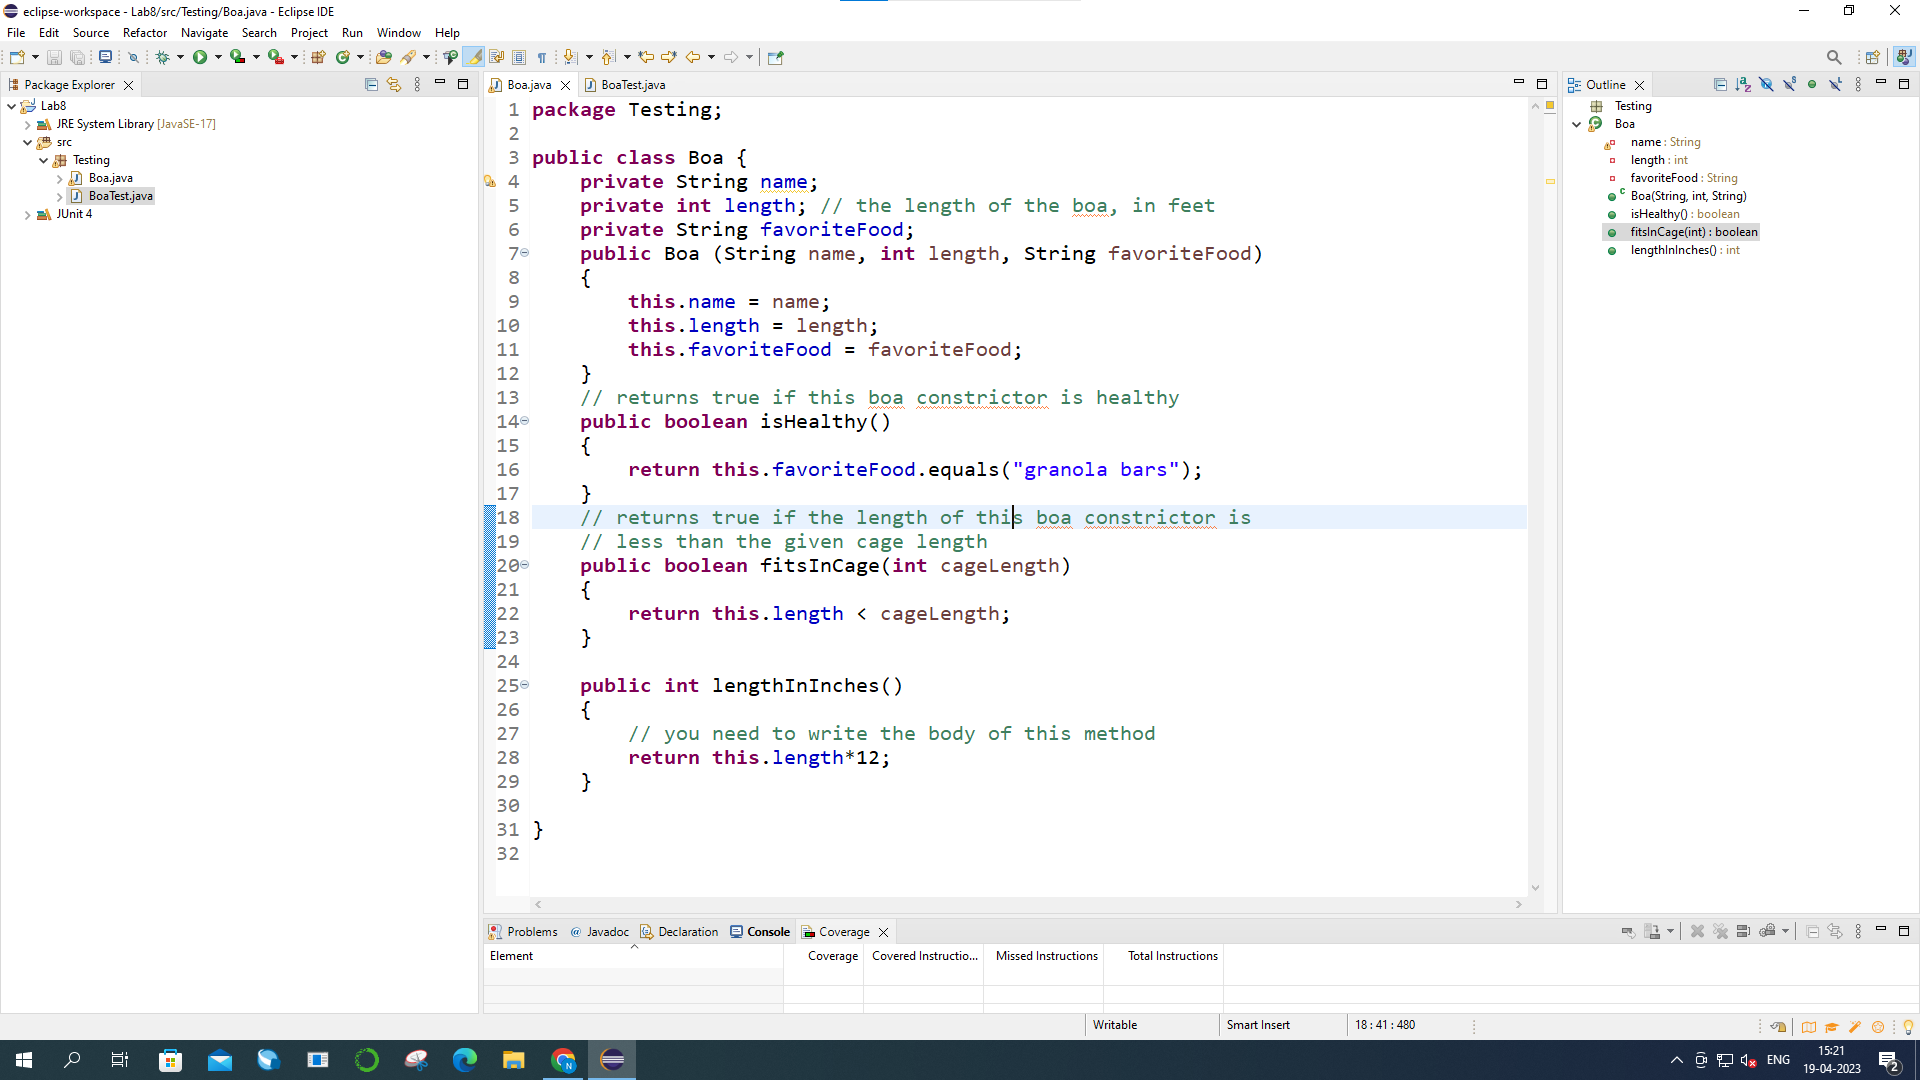 eclipse-workspace - Lab8/src/Testing/Boa.java - Eclipse IDE
File Edit Source Refactor Navigate Search Project Run Window Help
Package Explorer
Lab8
JRE System Library [JavaSE-17]
src
Testing
Boa.java
BoaTest.java
JUnit 4
Boa.java BoaTest.java
1 package Testing;
2
3 public class Boa {
4 private String name;
5 private int length; // the length of the boa, in feet
6 private String favoriteFood;
7 public Boa (String name, int length, String favoriteFood)
8 {
9 this.name = name;
10 this.length = length;
11 this.favoriteFood = favoriteFood;
12 }
13 // returns true if this boa constrictor is healthy
14 public boolean isHealthy()
15 {
16 return this.favoriteFood.equals("granola bars");
17 }
18 // returns true if the length of this boa constrictor is
19 // less than the given cage length
20 public boolean fitsInCage(int cageLength)
21 {
22 return this.length < cageLength;
23 }
24
25 public int lengthInInches()
26 {
27 // you need to write the body of this method
28 return this.length*12;
29 }
30
31 }
32
Outline
Testing
Boa
name : String
length : int
favoriteFood : String
Boa(String, int, String)
isHealthy() : boolean
fitsInCage(int) : boolean
lengthInInches() : int
Problems @ Javadoc Declaration Console Coverage
Element Coverage Covered Instructio... Missed Instructions Total Instructions
Writable Smart Insert 18 : 41 : 480
N
ENG
15:21
19-04-2023
2